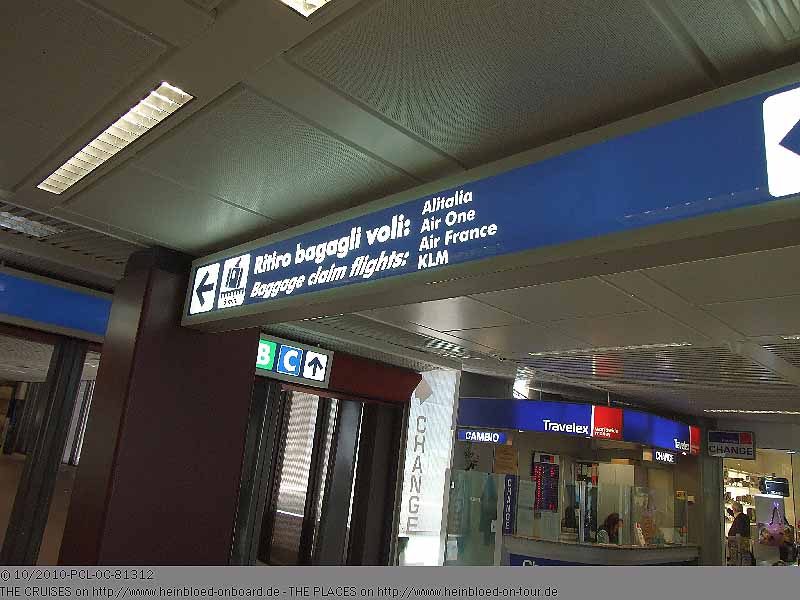 Ritiro bagagli voli:
Baggage claim flights:
Alitalia
Air One
Air France
KLM
B C
CHANGE
CAMBIO
Travelex
CHANGE
Travelex
CHANGE
CHANGE
© 10/2010-PCL-OC-81312
THE CRUISES on http://www.heinbloed-onboard.de - THE PLACES on http://www.heinbloed-on-tour.de